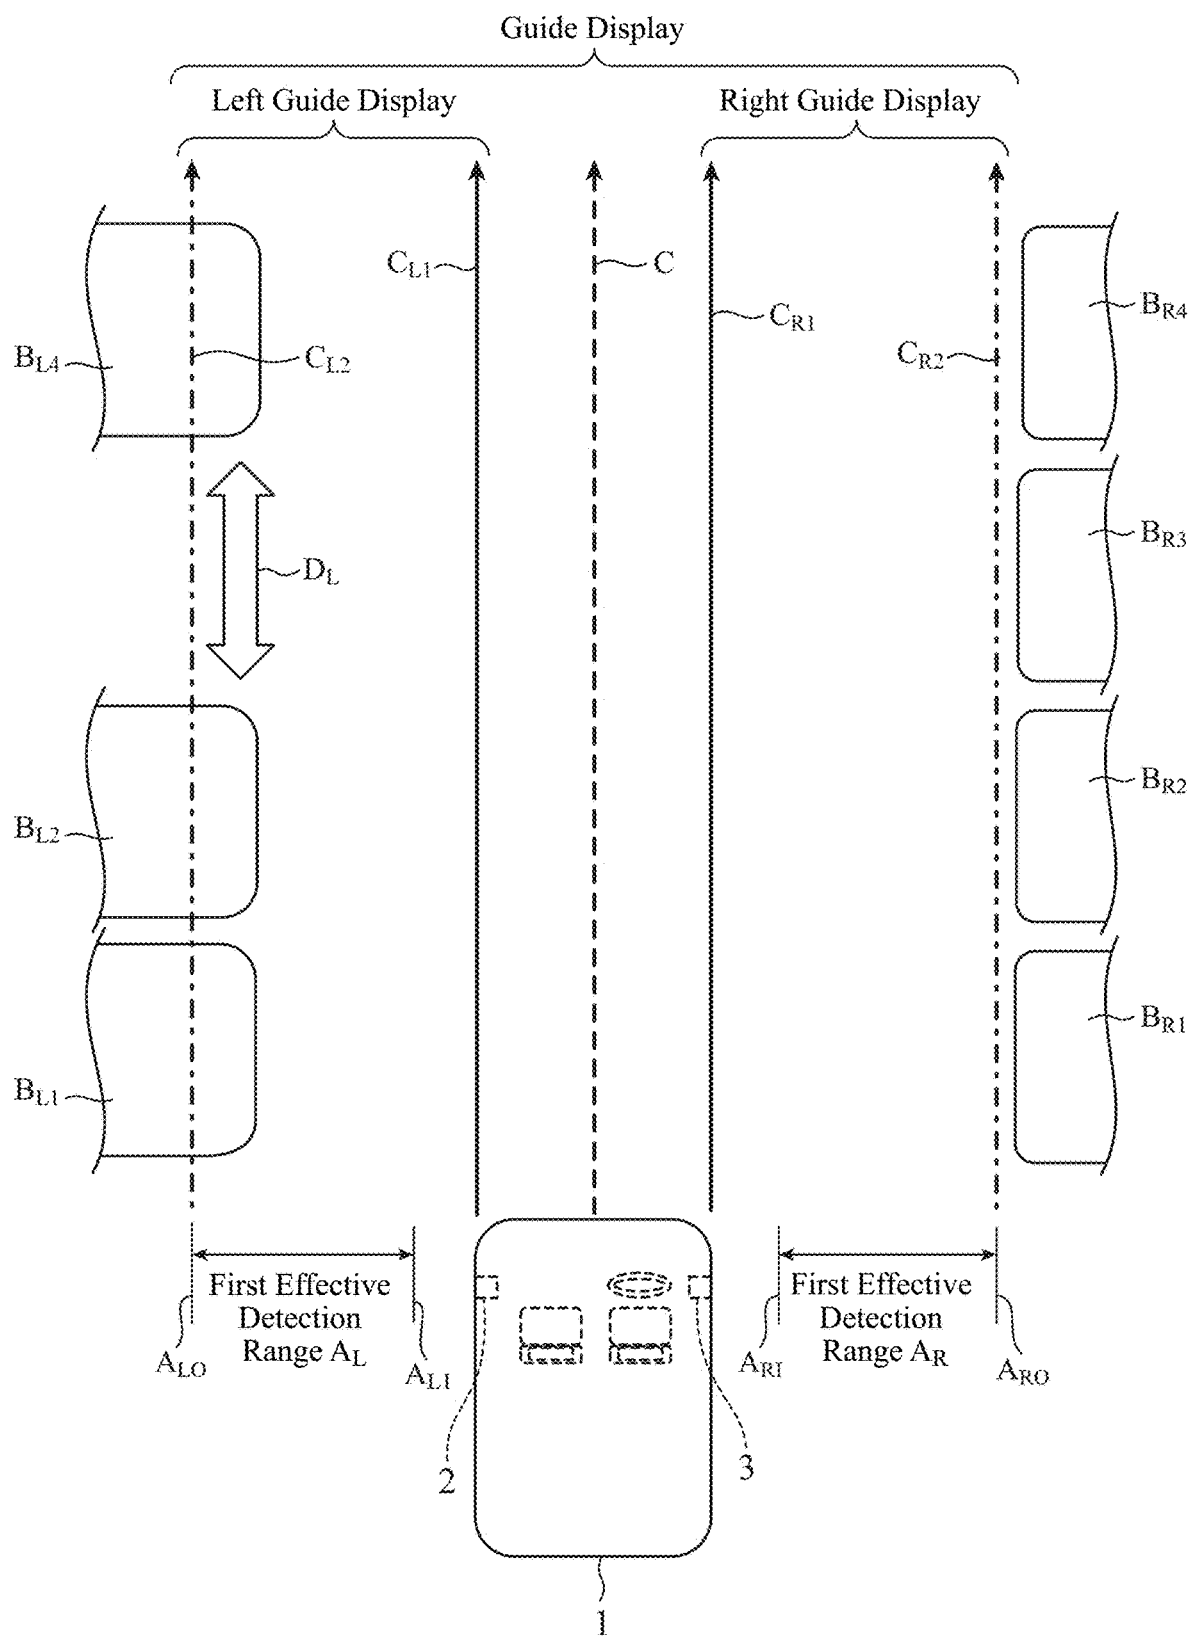 Guide Display
Left Guide Display
Right Guide Display
CL1
C
CR1
BR4
BL4
CL2
CR2
DL
BR3
BR2
BL2
BR1
BL1
First Effective
Detection
Range AL
First Effective
Detection
Range AR
ALO
AL1
ARI
ARO
2
3
1